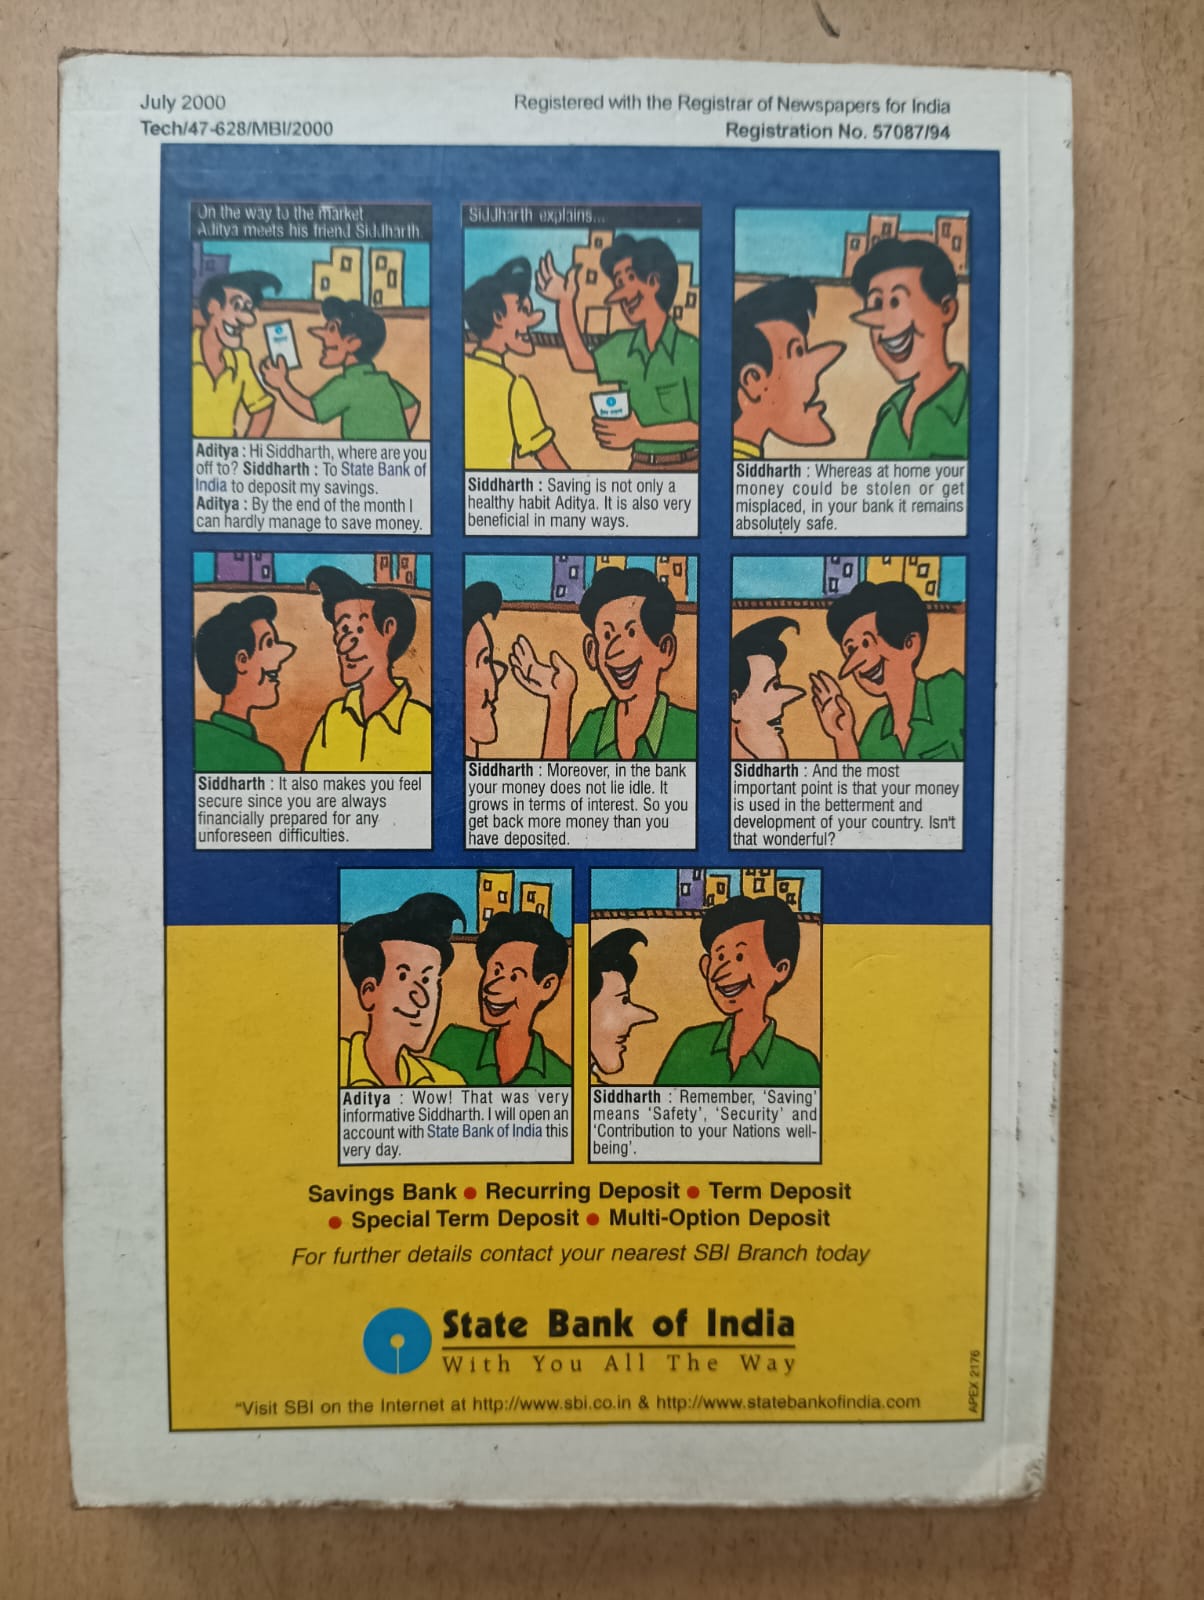 July 2000
Registered with the Registrar of Newspapers for India
Tech/47-628/MBI/2000
Registration No. 57087/94
On the way to the market
Aditya meets his friend Siddharth.
Aditya : Hi Siddharth, where are you
off to? Siddharth : To State Bank of
India to deposit my savings.
Aditya : By the end of the month I
can hardly manage to save money.
Siddharth explains...
Siddharth : Saving is not only a
healthy habit Aditya. It is also very
beneficial in many ways.
Siddharth : Whereas at home your
money could be stolen or get
misplaced, in your bank it remains
absolutely safe.
Siddharth : It also makes you feel
secure since you are always
financially prepared for any
unforeseen difficulties.
Siddharth : Moreover, in the bank
your money does not lie idle. It
grows in terms of interest. So you
get back more money than you
have deposited.
Siddharth : And the most
important point is that your money
is used in the betterment and
development of your country. Isn't
that wonderful?
Aditya : Wow! That was very
informative Siddharth. I will open an
account with State Bank of India this
very day.
Siddharth : Remember, 'Saving'
means 'Safety', 'Security' and
'Contribution to your Nations well-
being'.
Savings Bank ● Recurring Deposit ● Term Deposit
● Special Term Deposit ● Multi-Option Deposit
For further details contact your nearest SBI Branch today
State Bank of India
With You All The Way
"Visit SBI on the Internet at http://www.sbi.co.in & http://www.statebankofindia.com
APEX 2176